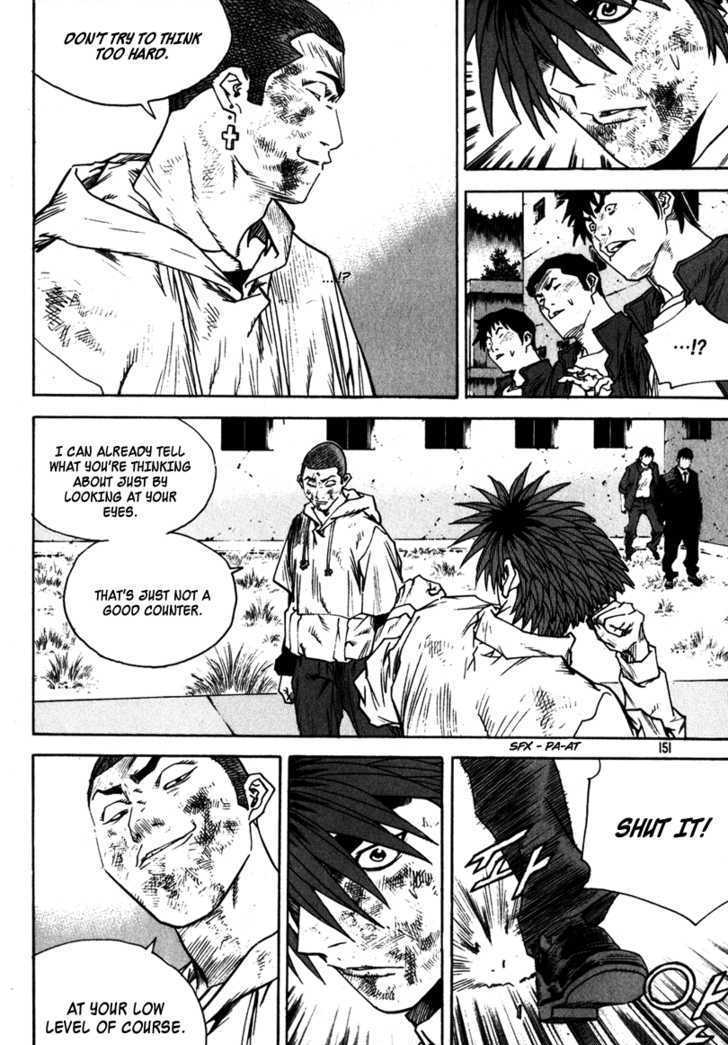 DON'T TRY TO THINK
TOO HARD.
...!?
...!?
I CAN ALREADY TELL
WHAT YOU'RE THINKING
ABOUT JUST BY
LOOKING AT YOUR
EYES.
THAT'S JUST NOT A
GOOD COUNTER.
SFX - PA-AT
151
AT YOUR LOW
LEVEL OF COURSE.
SHUT IT!